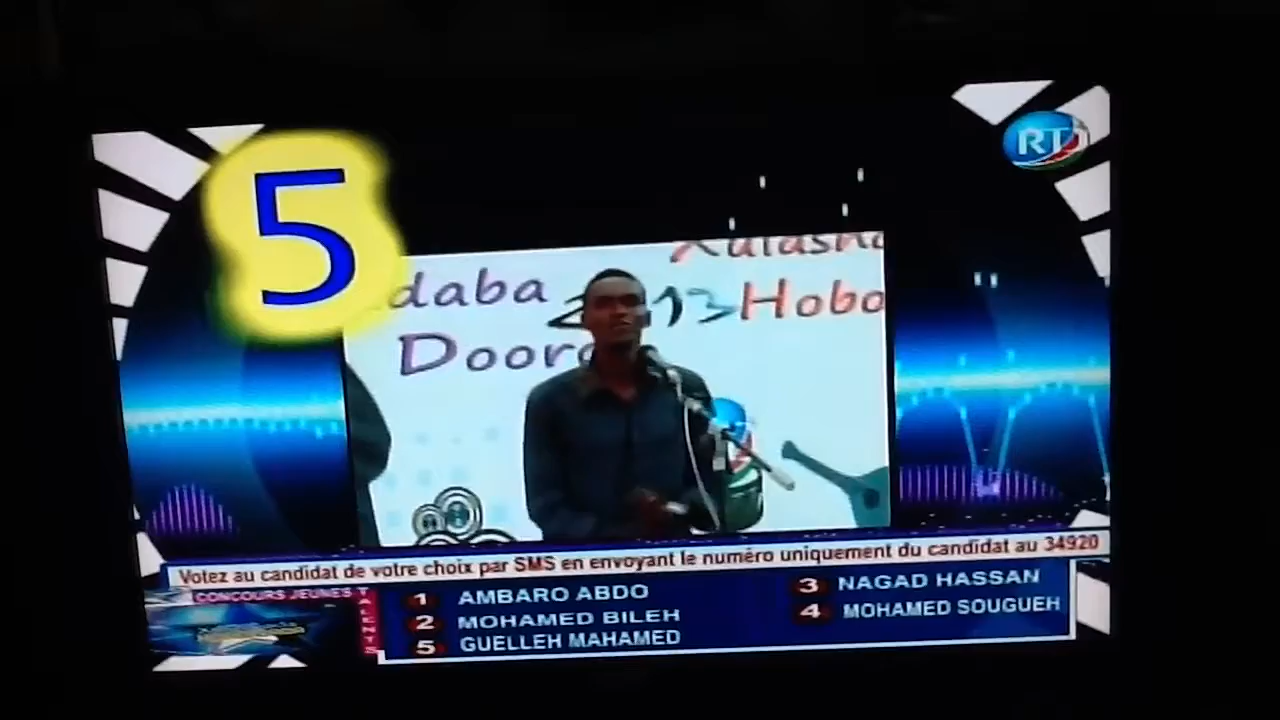 5
RTD
daba
2013
Hobo
Votez au candidat de votre choix par SMS en envoyant le numéro uniquement du candidat au 34920
CONCOURS JEUNES
TALENTS
1 AMBARO ABDO
2 MOHAMED BILEH
5 GUELLEH MAHAMED
3 NAGAD HASSAN
4 MOHAMED SOUGUEH